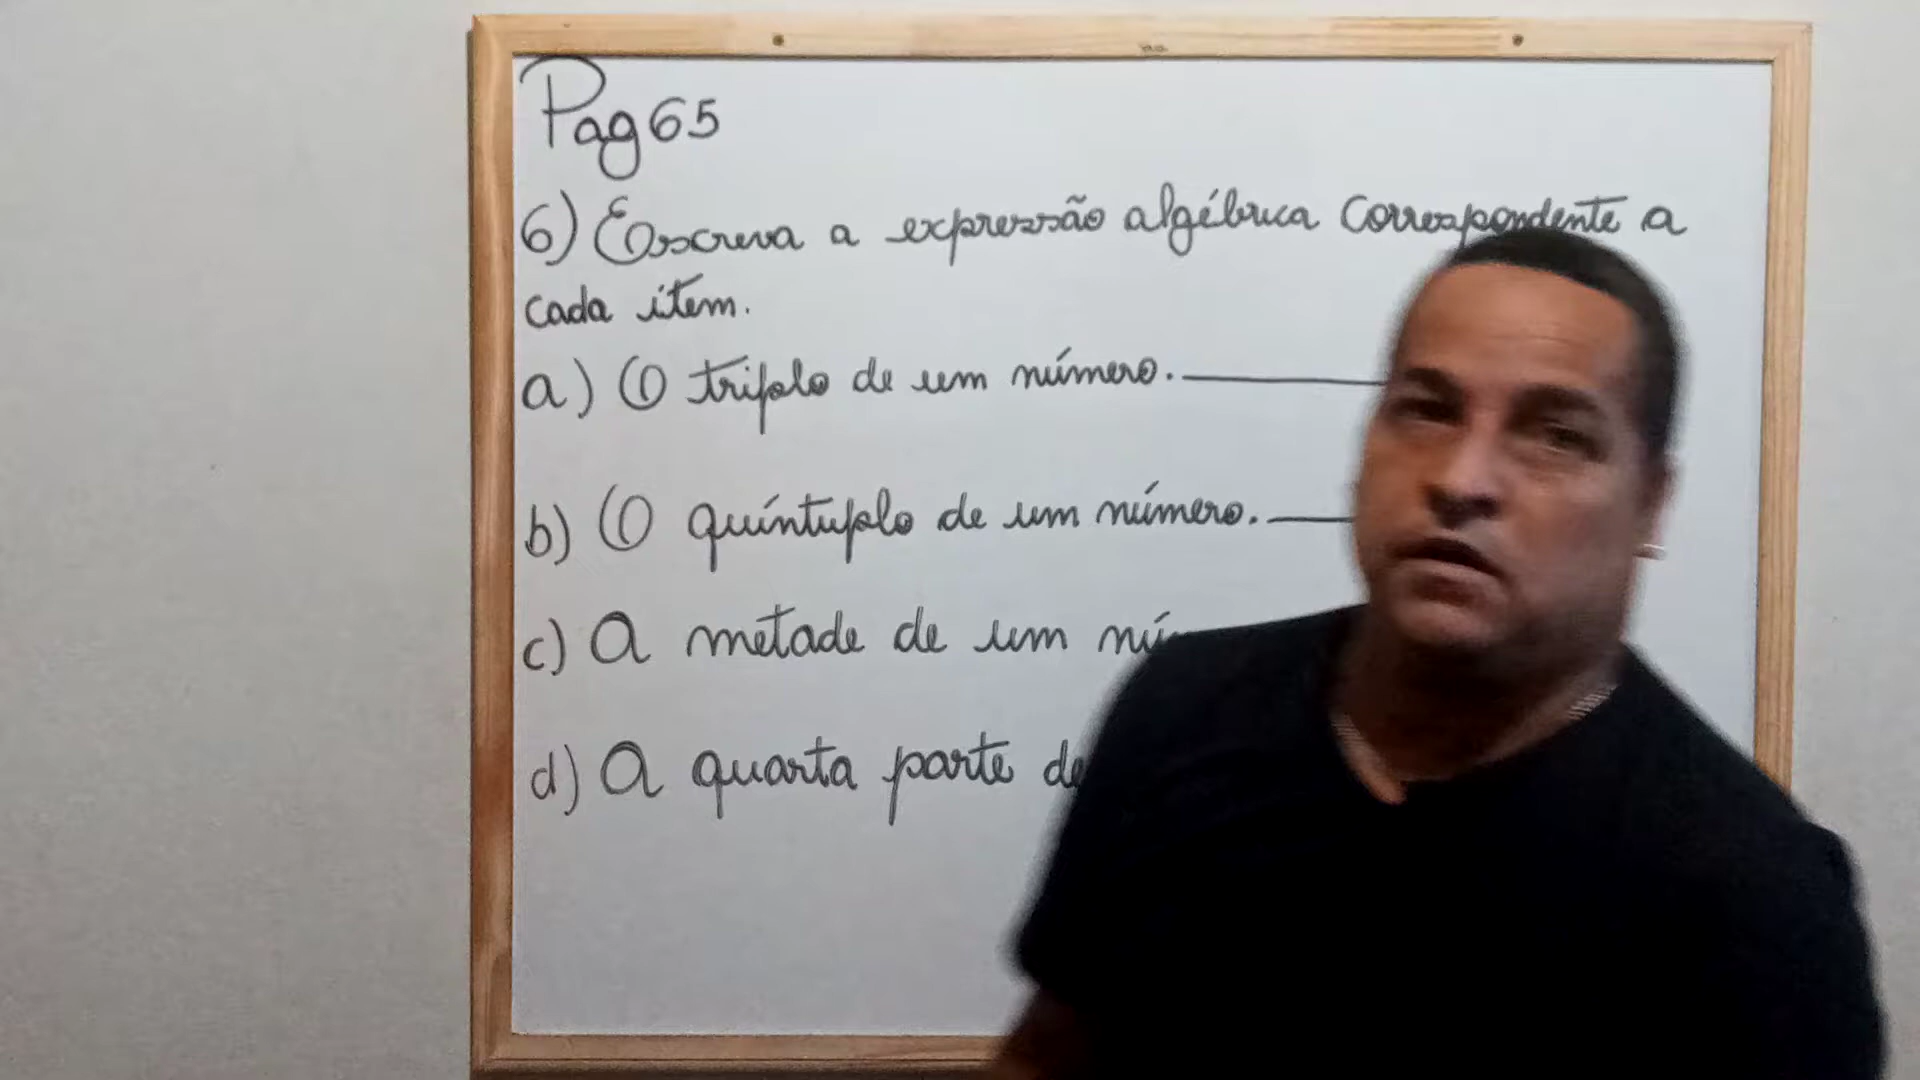 Pag 65
6) Escreva a expressão algébrica correspondente a
cada item.
a) O triplo de um número.
b) O quíntuplo de um número.
c) A metade de um
d) A quarta parte de